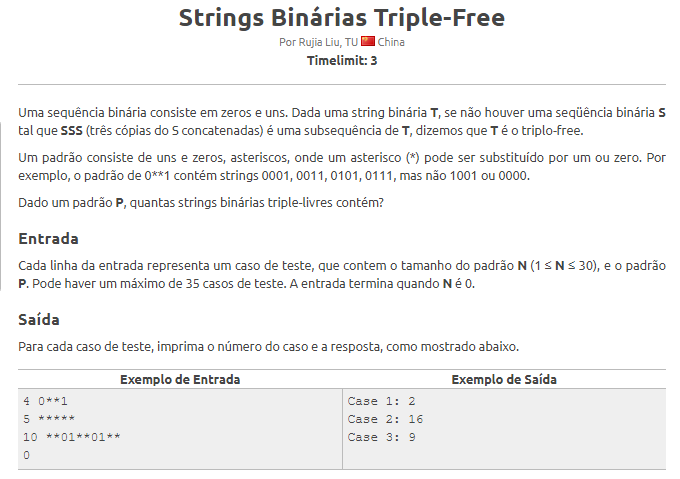 Strings Binárias Triple-Free
Por Rujia Liu, TU China
Timelimit: 3
Uma sequência binária consiste em zeros e uns. Dada uma string binária T, se não houver uma seqüência binária S
tal que SSS (três cópias do S concatenadas) é uma subsequência de T, dizemos que T é o triplo-free.
Um padrão consiste de uns e zeros, asteriscos, onde um asterisco (*) pode ser substituído por um ou zero. Por
exemplo, o padrão de 0**1 contém strings 0001, 0011, 0101, 0111, mas não 1001 ou 0000.
Dado um padrão P, quantas strings binárias triple-livres contém?
Entrada
Cada linha da entrada representa um caso de teste, que contem o tamanho do padrão N (1 ≤ N ≤ 30), e o padrão
P. Pode haver um máximo de 35 casos de teste. A entrada termina quando N é 0.
Saída
Para cada caso de teste, imprima o número do caso e a resposta, como mostrado abaixo.
Exemplo de Entrada Exemplo de Saída
4 0**1 Case 1: 2
5 ***** Case 2: 16
10 **01**01** Case 3: 9
0